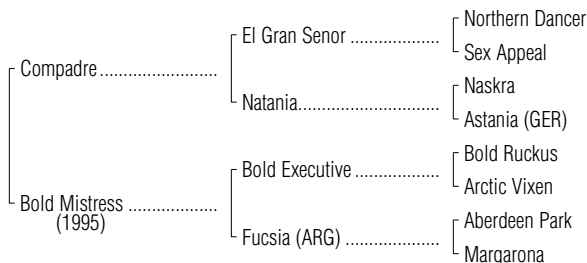 Northern Dancer
El Gran Senor ....................
Sex Appeal
Compadre ..........................
Naskra
Natania................................
Astania (GER)
Bold Ruckus
Bold Executive ...................
Arctic Vixen
Bold Mistress ....................
(1995)
Aberdeen Park
Fucsia (ARG) .....................
Margarona